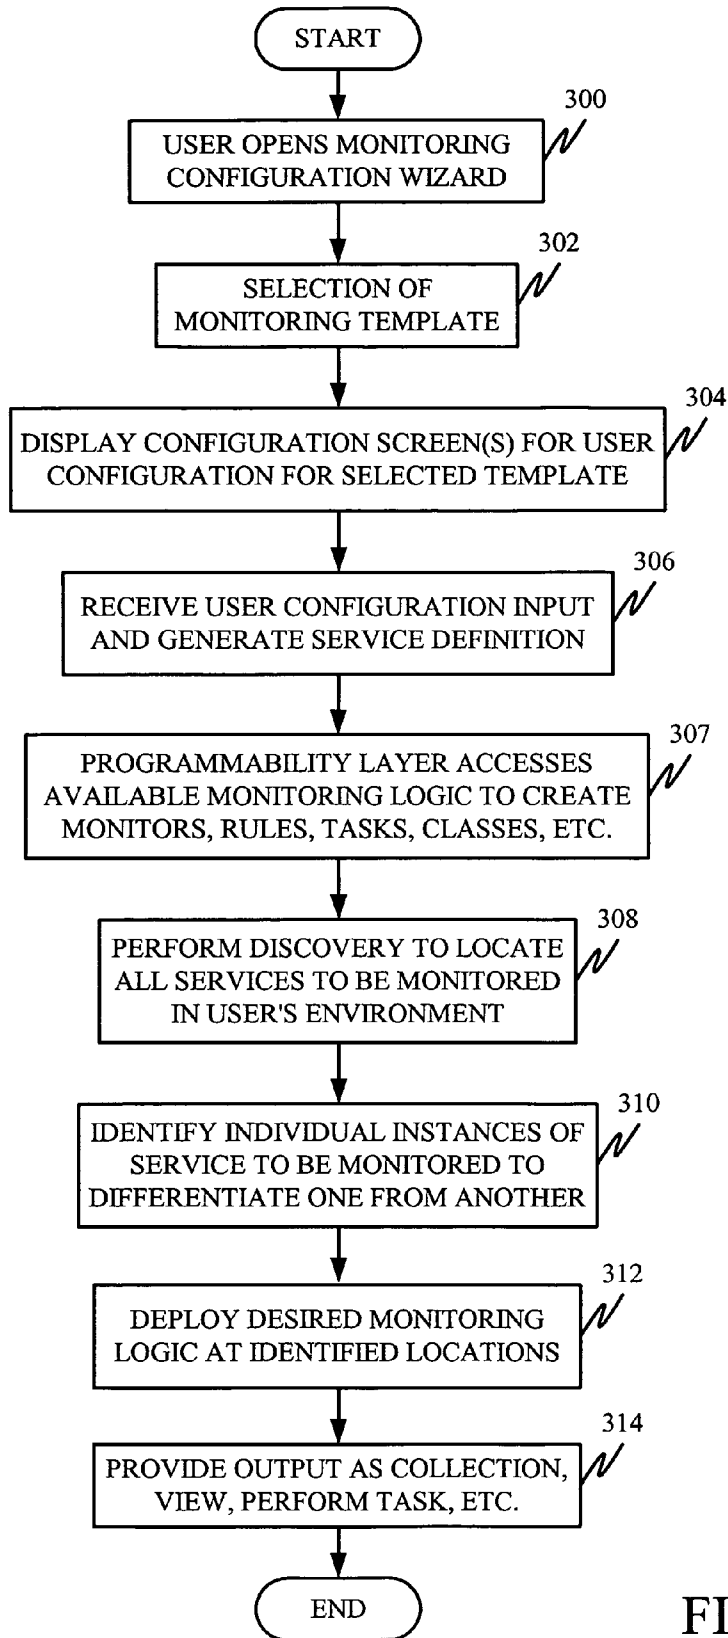 START
300
USER OPENS MONITORING
CONFIGURATION WIZARD
302
SELECTION OF
MONITORING TEMPLATE
304
DISPLAY CONFIGURATION SCREEN(S) FOR USER
CONFIGURATION FOR SELECTED TEMPLATE
306
RECEIVE USER CONFIGURATION INPUT
AND GENERATE SERVICE DEFINITION
307
PROGRAMMABILITY LAYER ACCESSES
AVAILABLE MONITORING LOGIC TO CREATE
MONITORS, RULES, TASKS, CLASSES, ETC.
308
PERFORM DISCOVERY TO LOCATE
ALL SERVICES TO BE MONITORED
IN USER'S ENVIRONMENT
310
IDENTIFY INDIVIDUAL INSTANCES OF
SERVICE TO BE MONITORED TO
DIFFERENTIATE ONE FROM ANOTHER
312
DEPLOY DESIRED MONITORING
LOGIC AT IDENTIFIED LOCATIONS
314
PROVIDE OUTPUT AS COLLECTION,
VIEW, PERFORM TASK, ETC.
END